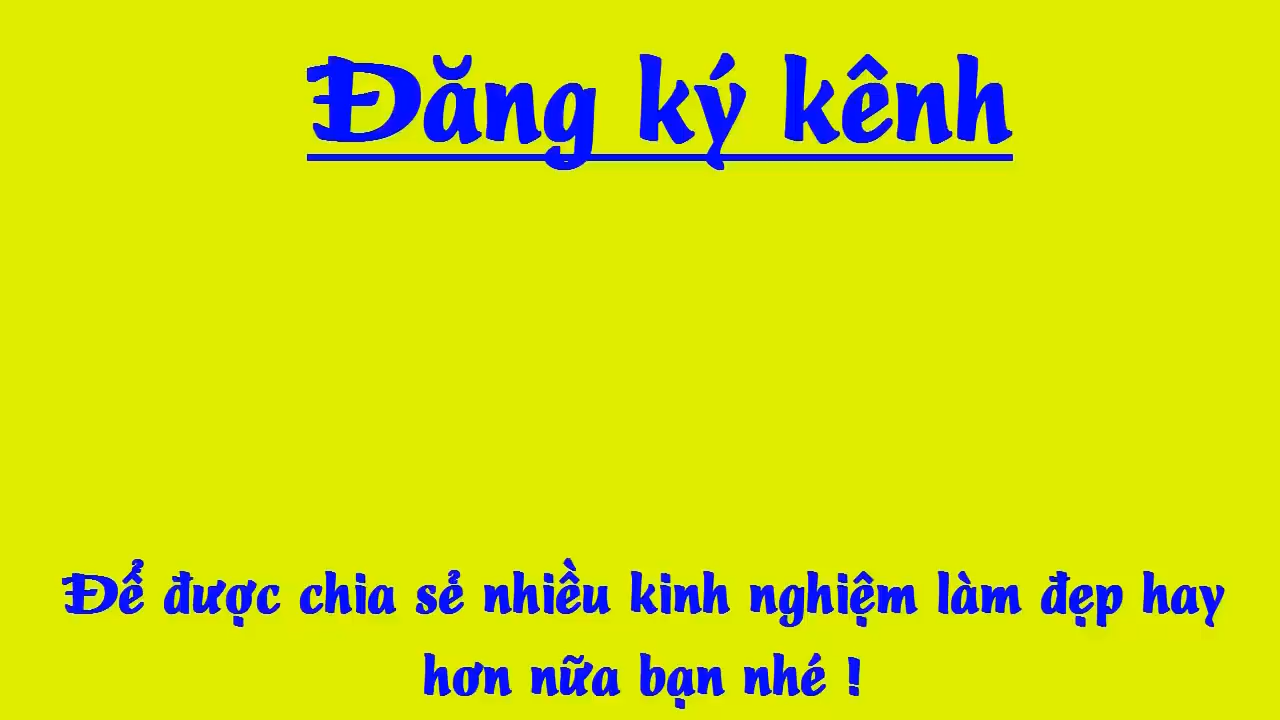 Đăng ký kênh
Để được chia sẻ nhiều kinh nghiệm làm đẹp hay
hơn nữa bạn nhé !